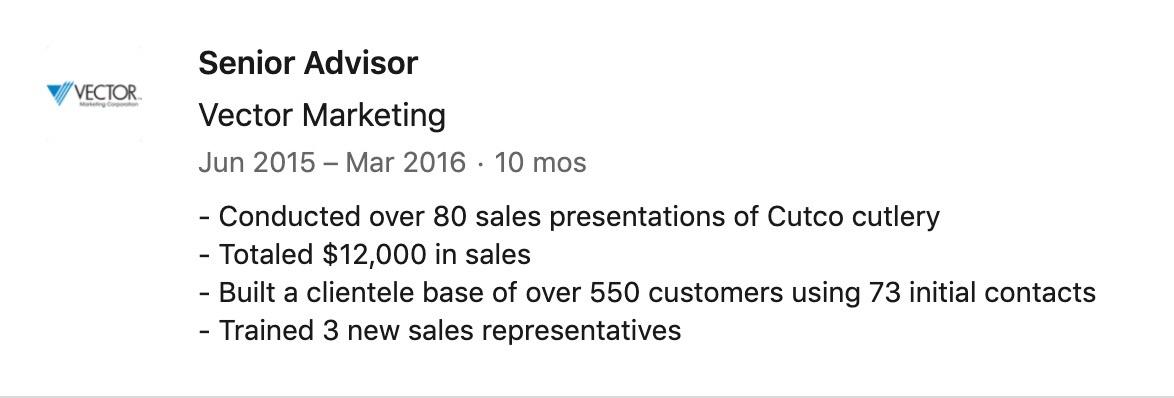 Senior Advisor
VECTOR
Marketing Corporation
Vector Marketing
Jun 2015 – Mar 2016 · 10 mos
- Conducted over 80 sales presentations of Cutco cutlery
- Totaled $12,000 in sales
- Built a clientele base of over 550 customers using 73 initial contacts
- Trained 3 new sales representatives